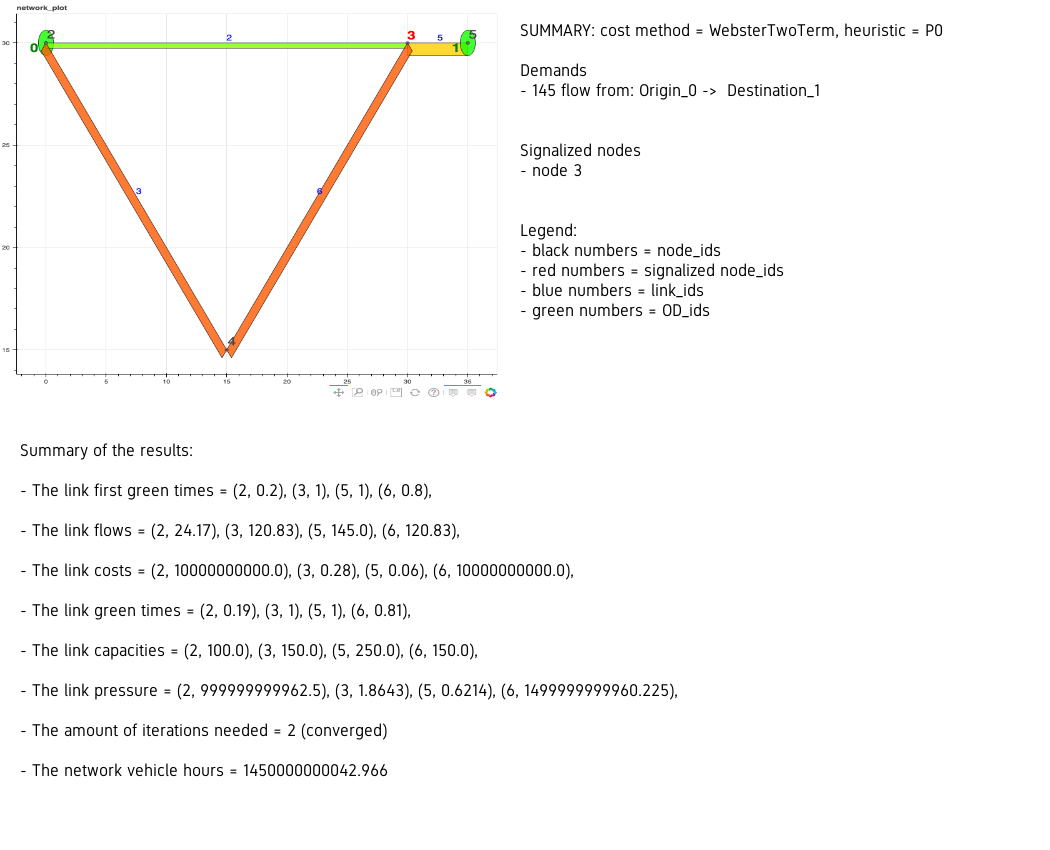 network_plot
2
2
3
5
5
0
1
30
3
6
25
20
4
15
0
5
10
15
20
25
30
35
SUMMARY: cost method = WebsterTwoTerm, heuristic = P0
Demands
- 145 flow from: Origin_0 -> Destination_1
Signalized nodes
- node 3
Legend:
- black numbers = node_ids
- red numbers = signalized node_ids
- blue numbers = link_ids
- green numbers = OD_ids
Summary of the results:
- The link first green times = (2, 0.2), (3, 1), (5, 1), (6, 0.8),
- The link flows = (2, 24.17), (3, 120.83), (5, 145.0), (6, 120.83),
- The link costs = (2, 10000000000.0), (3, 0.28), (5, 0.06), (6, 10000000000.0),
- The link green times = (2, 0.19), (3, 1), (5, 1), (6, 0.81),
- The link capacities = (2, 100.0), (3, 150.0), (5, 250.0), (6, 150.0),
- The link pressure = (2, 999999999962.5), (3, 1.8643), (5, 0.6214), (6, 1499999999960.225),
- The amount of iterations needed = 2 (converged)
- The network vehicle hours = 1450000000042.966